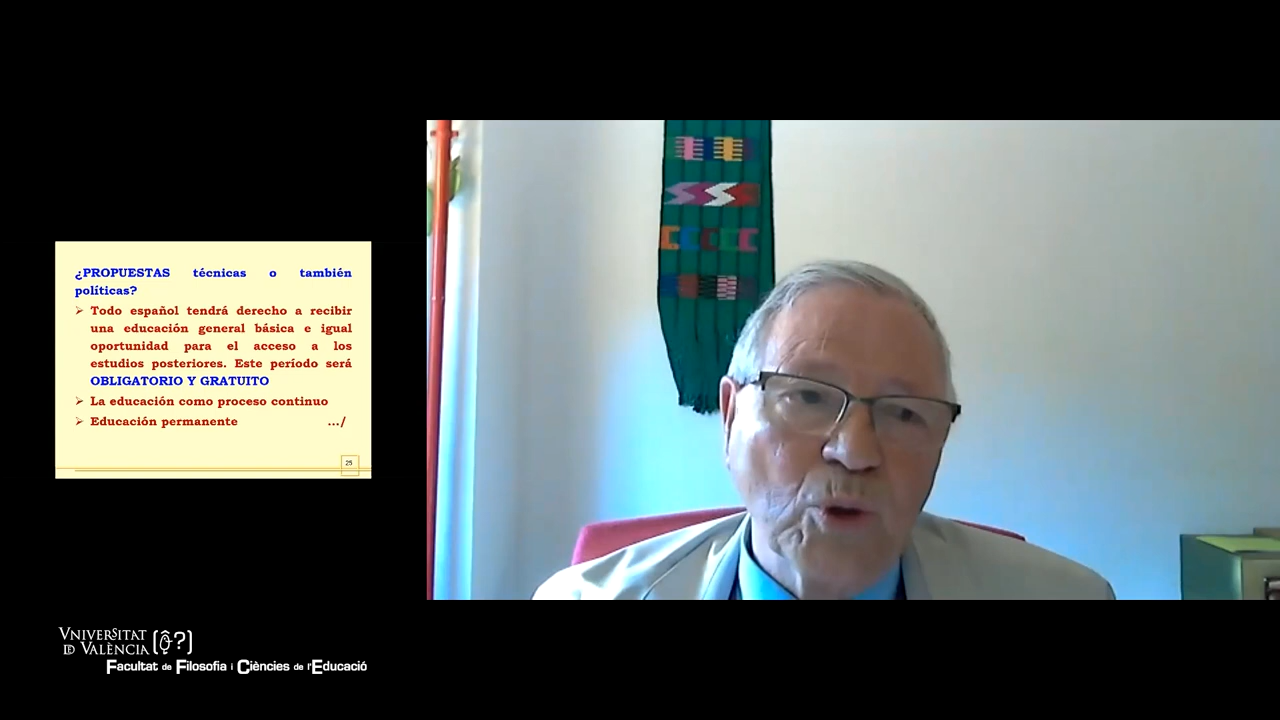 ¿PROPUESTAS técnicas o también
políticas?
➢ Todo español tendrá derecho a recibir
una educación general básica e igual
oportunidad para el acceso a los
estudios posteriores. Este período será
OBLIGATORIO Y GRATUITO
➢ La educación como proceso continuo
➢ Educación permanente .../
25
VNIVERSITAT
ID VALÈNCIA
Facultat de Filosofia i Ciències de l'Educació